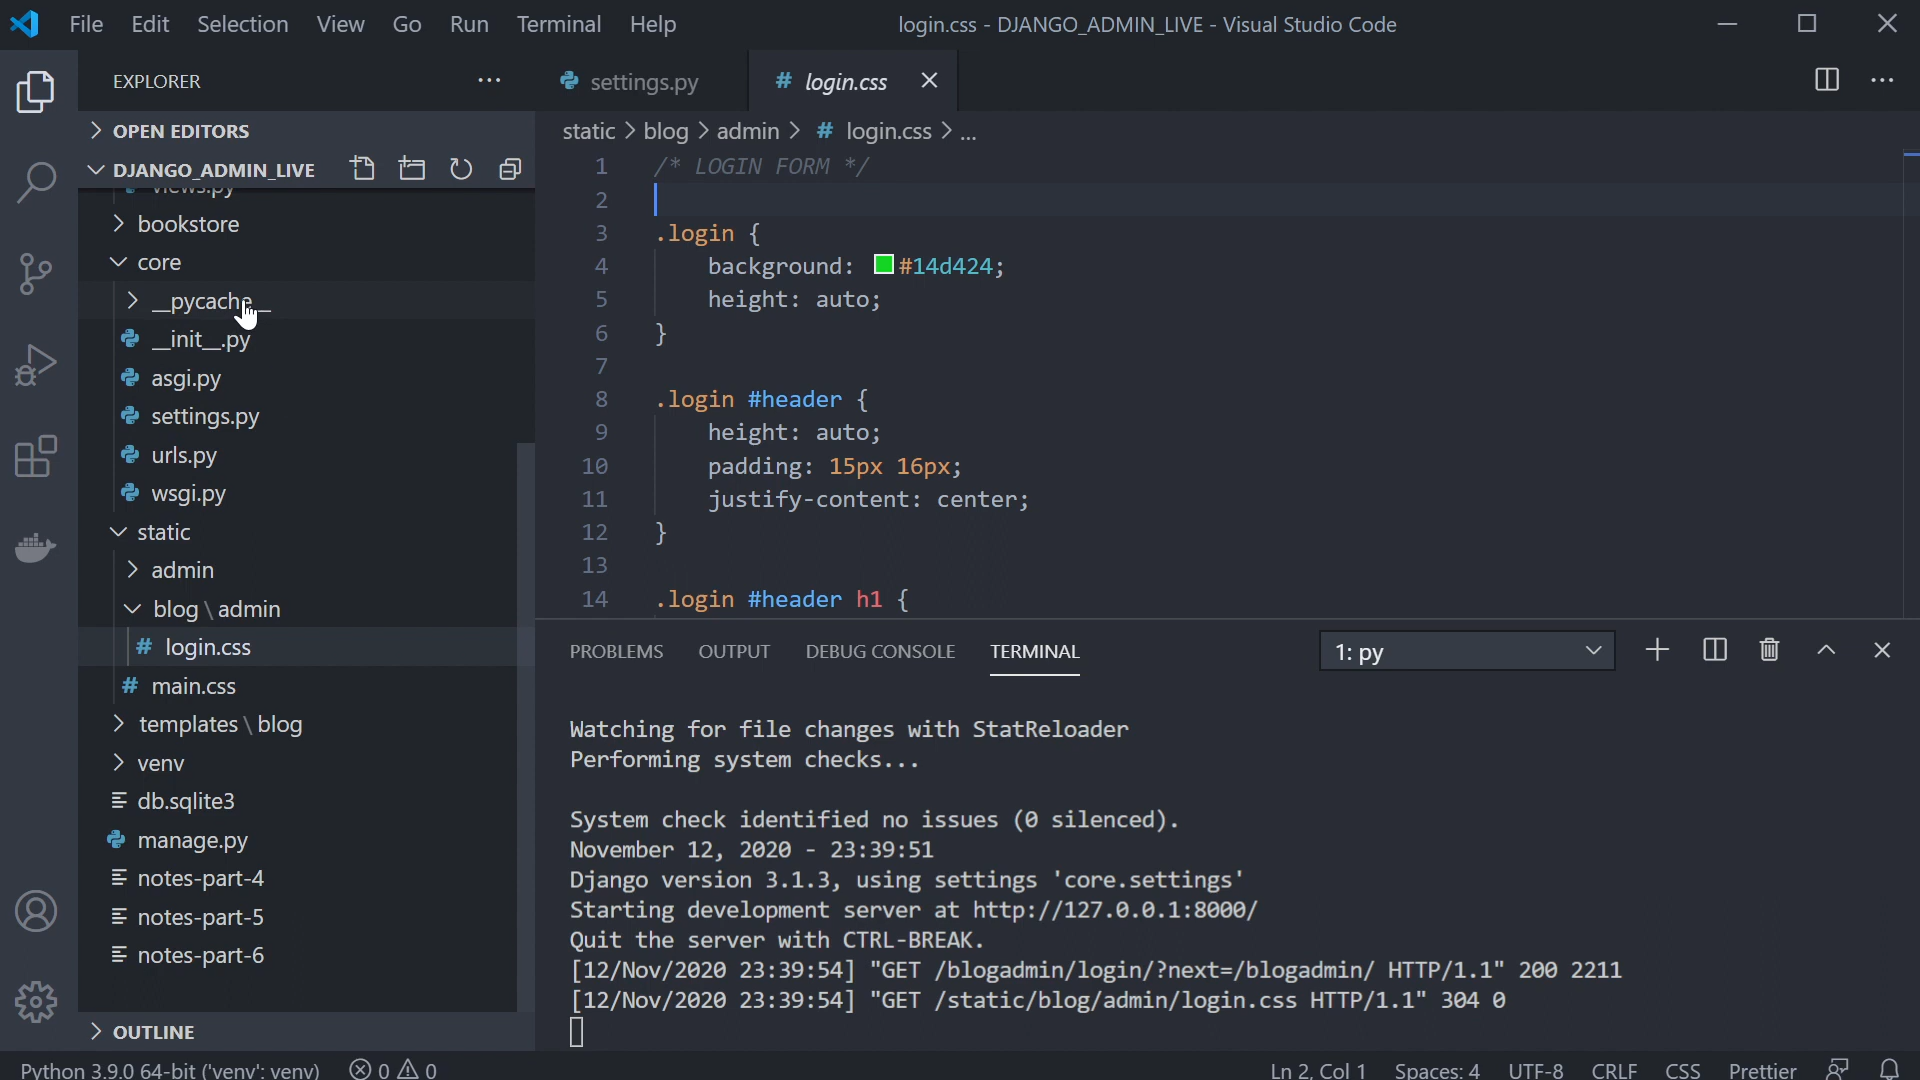 File Edit Selection View Go Run Terminal Help
login.css - DJANGO_ADMIN_LIVE - Visual Studio Code
EXPLORER
OPEN EDITORS
DJANGO_ADMIN_LIVE
views.py
bookstore
core
__pycache__
__init__.py
asgi.py
settings.py
urls.py
wsgi.py
static
admin
blog \ admin
# login.css
# main.css
templates \ blog
venv
db.sqlite3
manage.py
notes-part-4
notes-part-5
notes-part-6
OUTLINE
settings.py # login.css
static > blog > admin > # login.css > ...
1 /* LOGIN FORM */
2
3 .login {
4 background: #14d424;
5 height: auto;
6 }
7
8 .login #header {
9 height: auto;
10 padding: 15px 16px;
11 justify-content: center;
12 }
13
14 .login #header h1 {
PROBLEMS OUTPUT DEBUG CONSOLE TERMINAL
1: py
Watching for file changes with StatReloader
Performing system checks...
System check identified no issues (0 silenced).
November 12, 2020 - 23:39:51
Django version 3.1.3, using settings 'core.settings'
Starting development server at http://127.0.0.1:8000/
Quit the server with CTRL-BREAK.
[12/Nov/2020 23:39:54] "GET /blogadmin/login/?next=/blogadmin/ HTTP/1.1" 200 2211
[12/Nov/2020 23:39:54] "GET /static/blog/admin/login.css HTTP/1.1" 304 0
Python 3.9.0 64-bit ('venv': venv) 0 0
Ln 2, Col 1 Spaces: 4 UTF-8 CRLF CSS Prettier